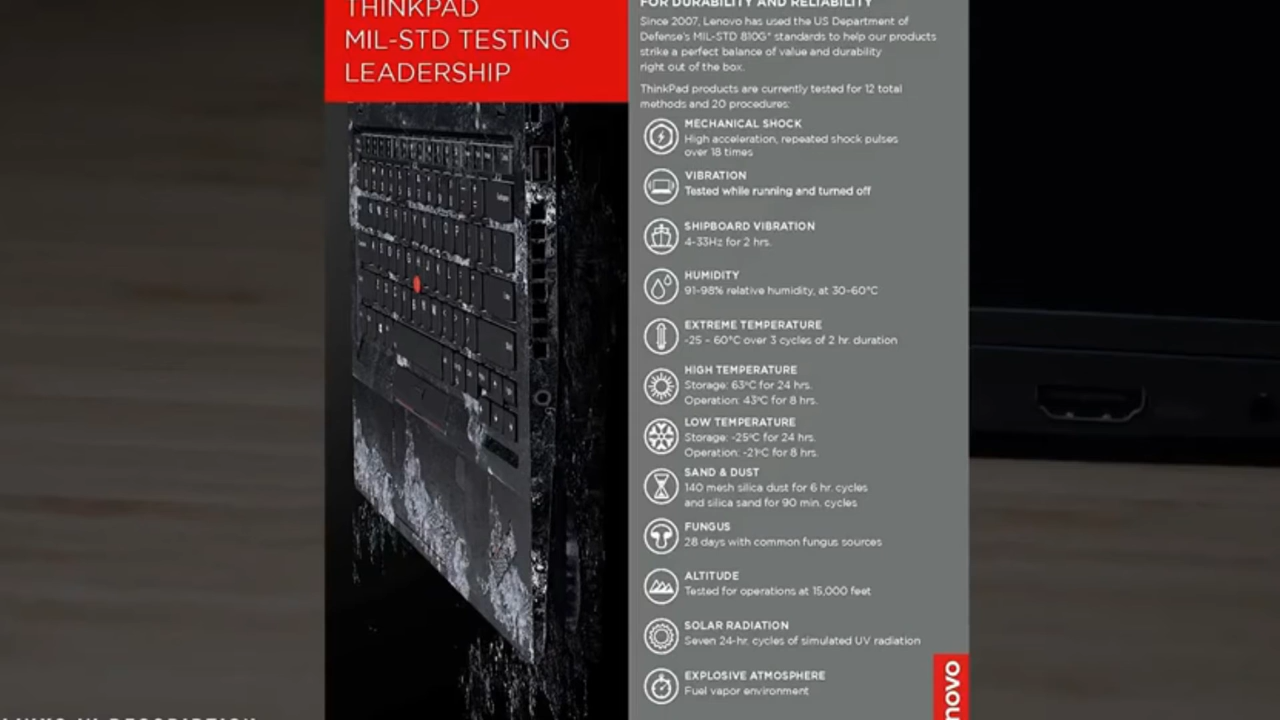 THINKPAD
MIL-STD TESTING
LEADERSHIP
FOR DURABILITY AND RELIABILITY
Since 2007, Lenovo has used the US Department of
Defense's MIL-STD 810G* standards to help our products
strike a perfect balance of value and durability
right out of the box.
ThinkPad products are currently tested for 12 total
methods and 20 procedures:
MECHANICAL SHOCK
High acceleration, repeated shock pulses
over 18 times
VIBRATION
Tested while running and turned off
SHIPBOARD VIBRATION
4-33Hz for 2 hrs.
HUMIDITY
91-98% relative humidity, at 30-60°C
EXTREME TEMPERATURE
-25 - 60°C over 3 cycles of 2 hr. duration
HIGH TEMPERATURE
Storage: 63°C for 24 hrs.
Operation: 43°C for 8 hrs.
LOW TEMPERATURE
Storage: -25°C for 24 hrs.
Operation: -21°C for 8 hrs.
SAND & DUST
140 mesh silica dust for 6 hr. cycles
and silica sand for 90 min. cycles
FUNGUS
28 days with common fungus sources
ALTITUDE
Tested for operations at 15,000 feet
SOLAR RADIATION
Seven 24-hr. cycles of simulated UV radiation
EXPLOSIVE ATMOSPHERE
Fuel vapor environment
novo